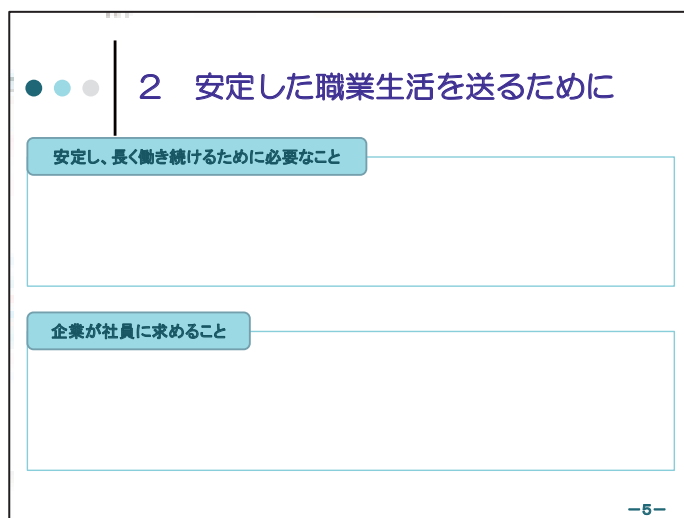 ２　安定した職業生活を送るために
安定し、長く働き続けるために必要なこと
企業が社員に求めること
－5－